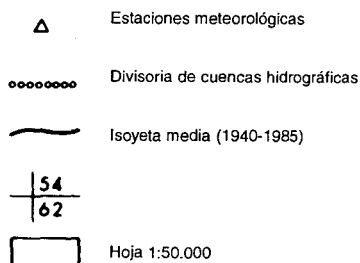 Estaciones meteorológicas
Divisoria de cuencas hidrográficas
Isoyeta media (1940-1985)
54
62
Hoja 1:50.000